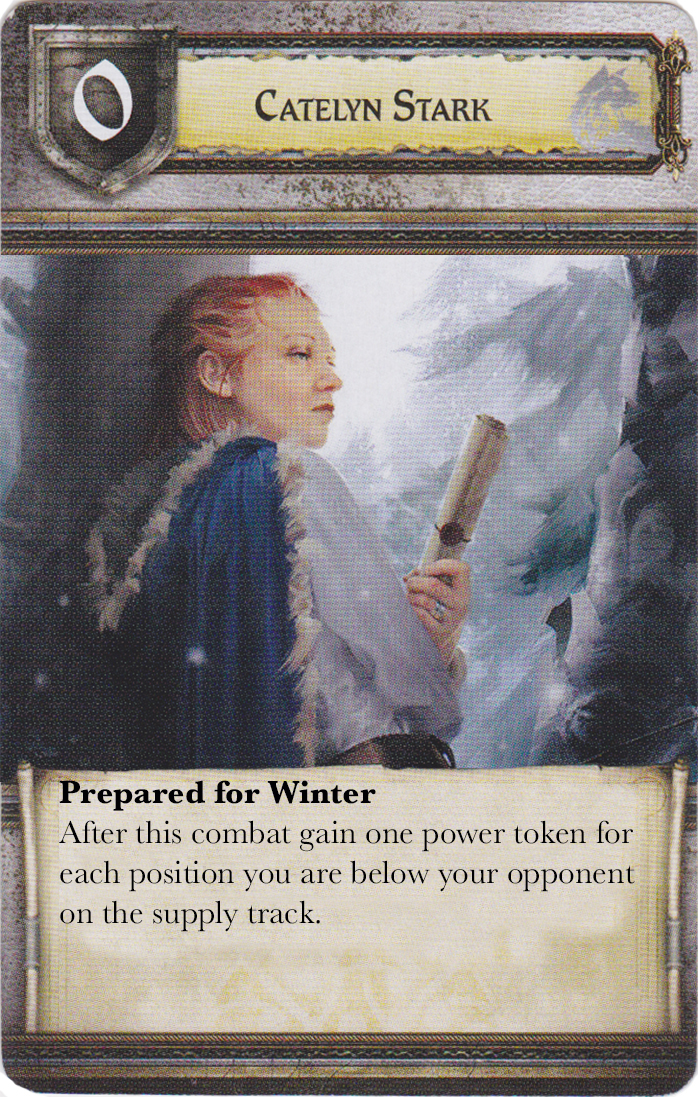 0
Catelyn Stark
Prepared for Winter
After this combat gain one power token for
each position you are below your opponent
on the supply track.